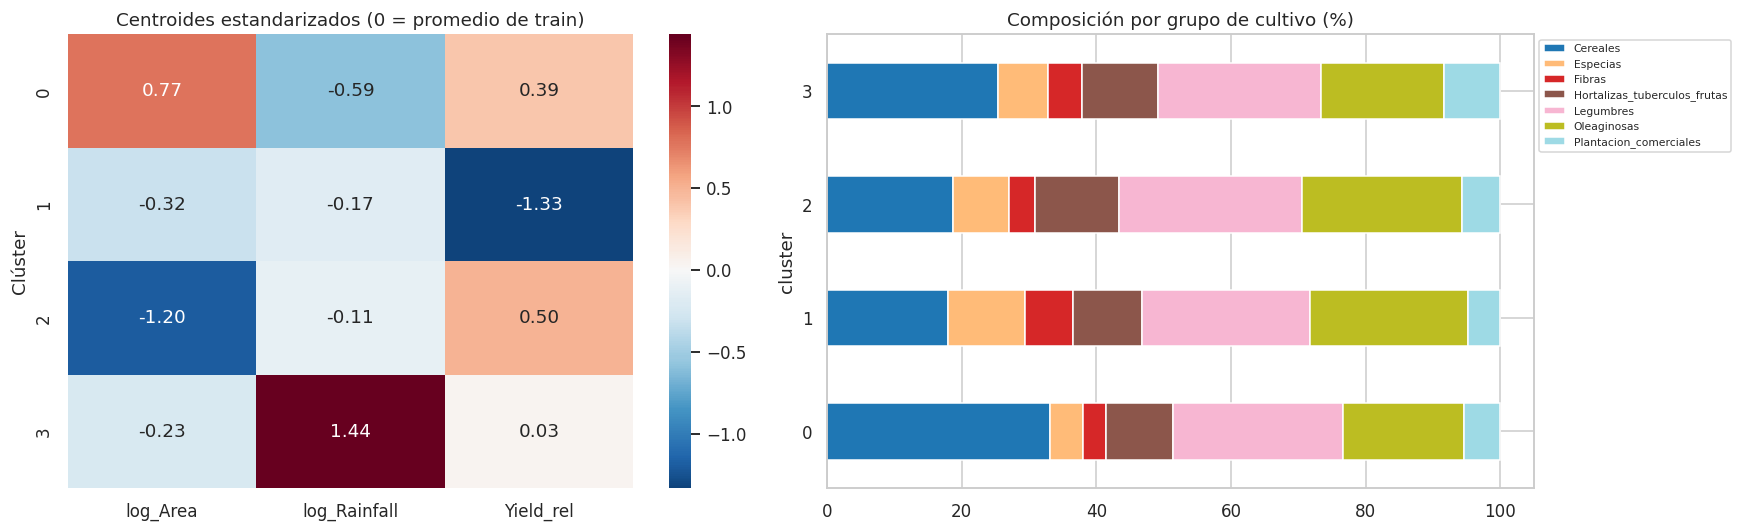 Centroides estandarizados (0 = promedio de train)
Clúster
0
1
2
3
0.77
-0.59
0.39
-0.32
-0.17
-1.33
-1.20
-0.11
0.50
-0.23
1.44
0.03
log_Area
log_Rainfall
Yield_rel
1.0
0.5
0.0
−0.5
−1.0
Composición por grupo de cultivo (%)
cluster
3
2
1
0
0
20
40
60
80
100
Cereales
Especias
Fibras
Hortalizas_tuberculos_frutas
Legumbres
Oleaginosas
Plantacion_comerciales